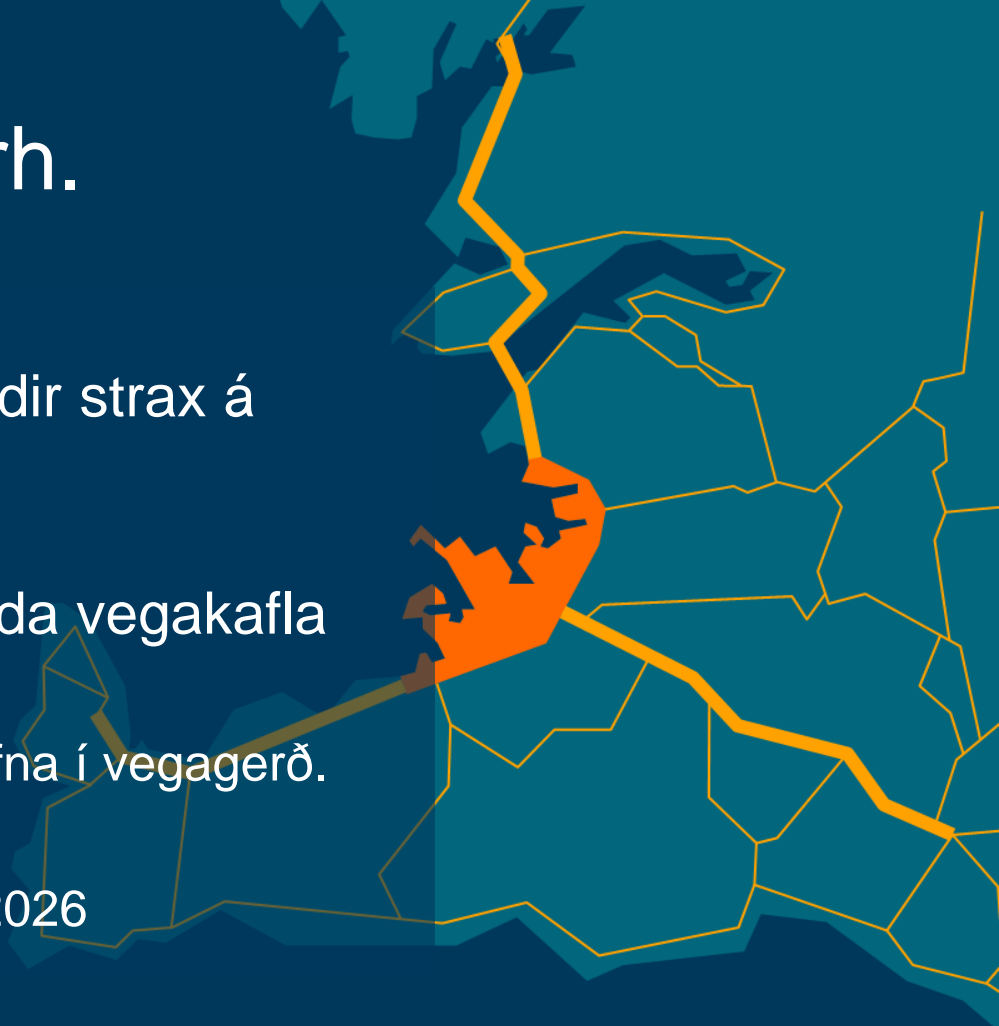 rh.
dir strax á
da vegakafla
fna í vegagerð.
2026